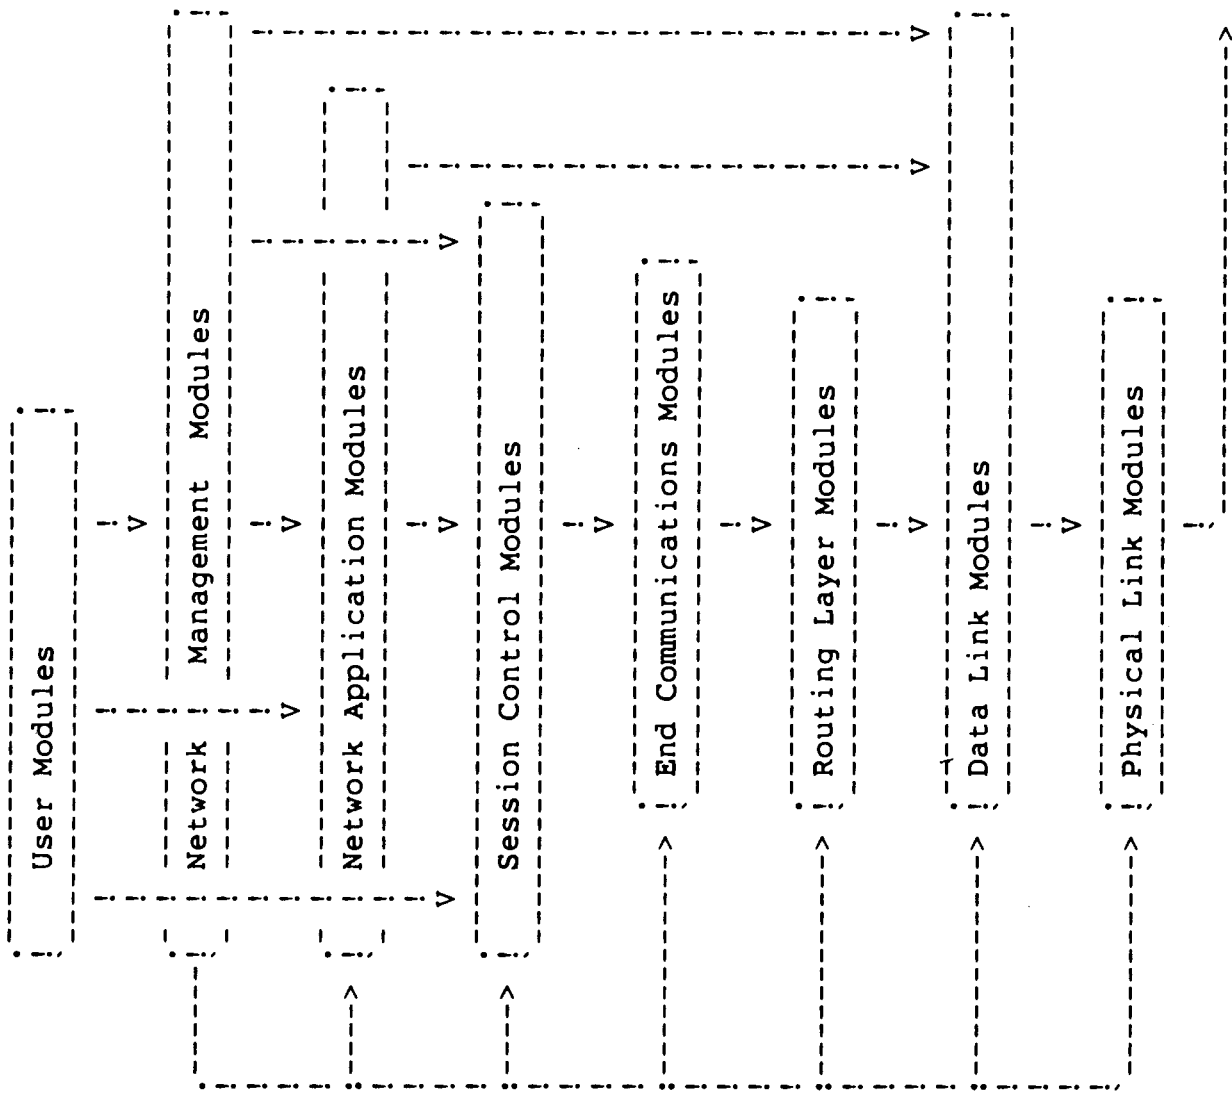 User Modules
Network Management Modules
Network Application Modules
Session Control Modules
End Communications Modules
Routing Layer Modules
Data Link Modules
Physical Link Modules